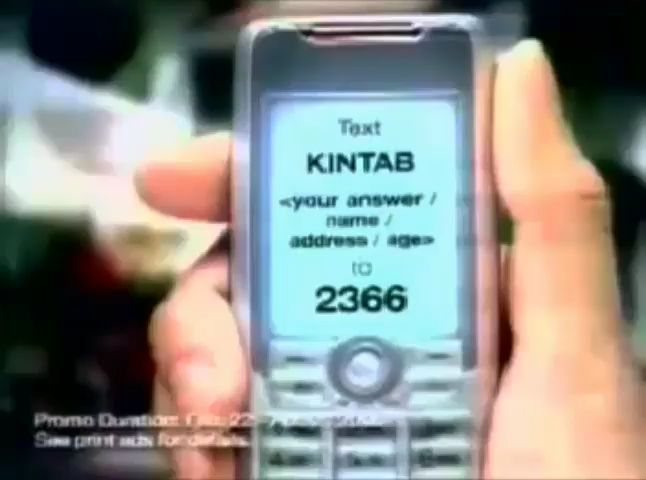 Text
KINTAB
<your answer /
name /
address / age>
to
2366
Promo Duration:
See print ads for details.